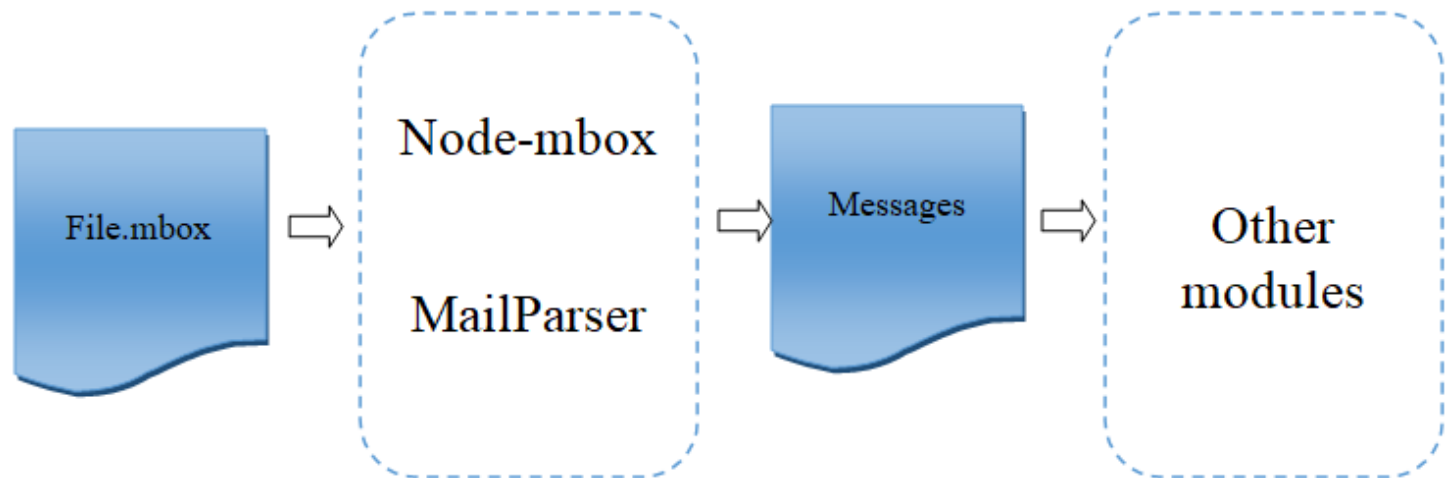 File.mbox
Node-mbox
MailParser
Messages
Other
modules